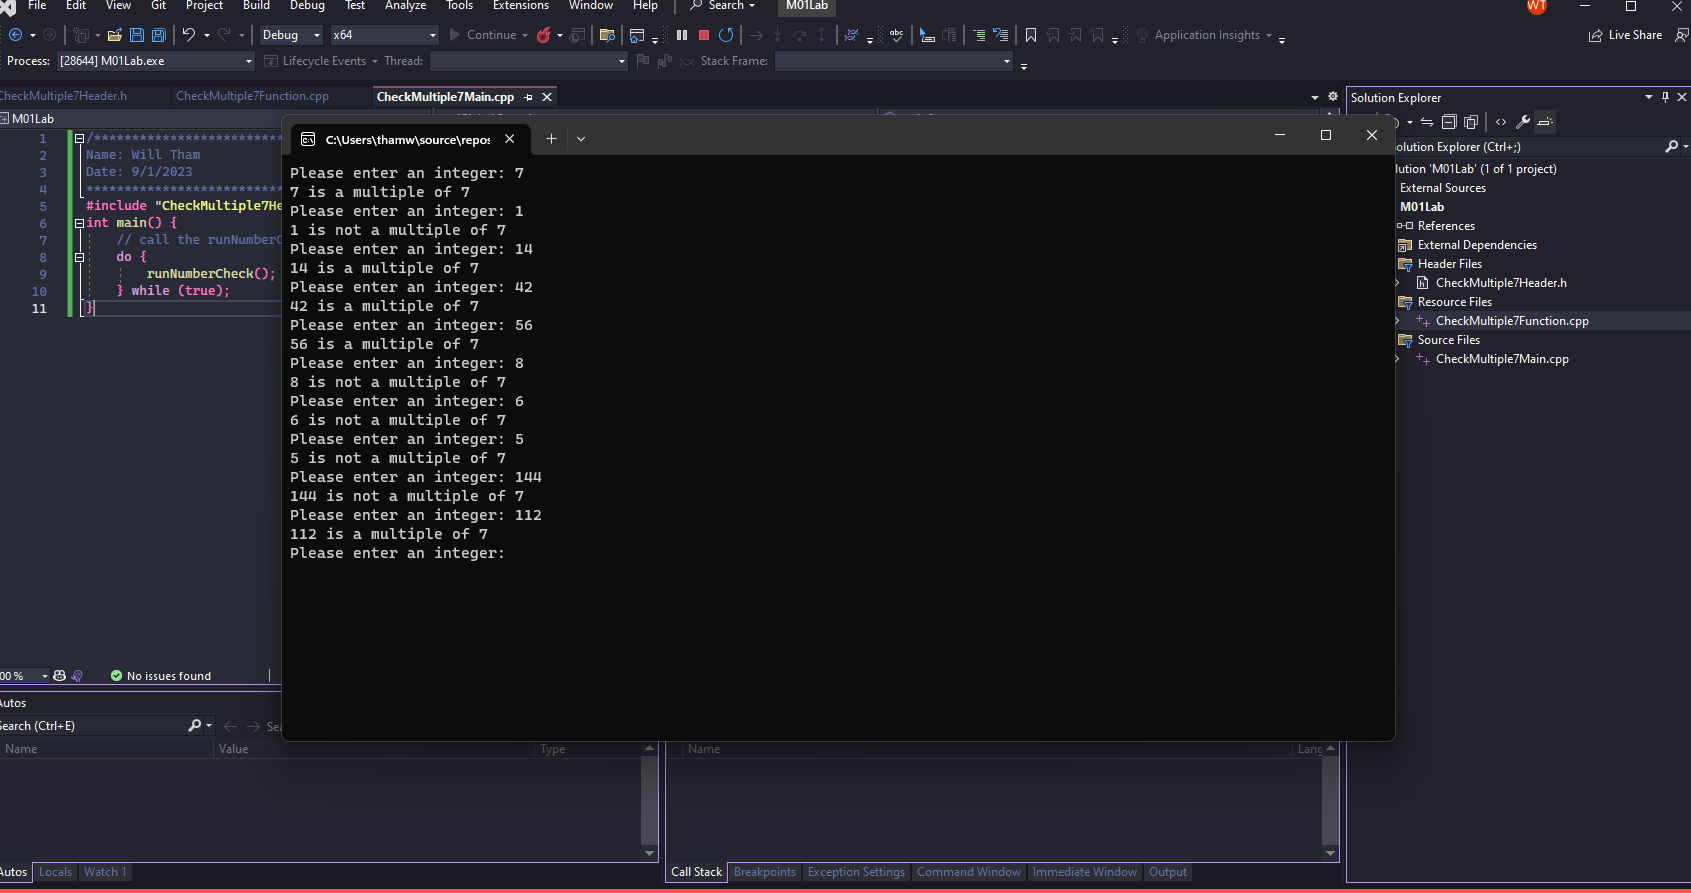 File Edit View Git Project Build Debug Test Analyze Tools Extensions Window Help Search M01Lab WT
Debug x64 Continue abc Application Insights Live Share
Process: [28644] M01Lab.exe Lifecycle Events Thread: Stack Frame:
CheckMultiple7Header.h CheckMultiple7Function.cpp CheckMultiple7Main.cpp
M01Lab
1 /***************************
2 Name: Will Tham
3 Date: 9/1/2023
4 ***************************
5 #include "CheckMultiple7He
6 int main() {
7 // call the runNumberC
8 do {
9 runNumberCheck();
10 } while (true);
11 }
C:\Users\thamw\source\repos
Please enter an integer: 7
7 is a multiple of 7
Please enter an integer: 1
1 is not a multiple of 7
Please enter an integer: 14
14 is a multiple of 7
Please enter an integer: 42
42 is a multiple of 7
Please enter an integer: 56
56 is a multiple of 7
Please enter an integer: 8
8 is not a multiple of 7
Please enter an integer: 6
6 is not a multiple of 7
Please enter an integer: 5
5 is not a multiple of 7
Please enter an integer: 144
144 is not a multiple of 7
Please enter an integer: 112
112 is a multiple of 7
Please enter an integer:
Solution Explorer
olution Explorer (Ctrl+;)
lution 'M01Lab' (1 of 1 project)
External Sources
M01Lab
References
External Dependencies
Header Files
CheckMultiple7Header.h
Resource Files
CheckMultiple7Function.cpp
Source Files
CheckMultiple7Main.cpp
00 % No issues found
Autos
Search (Ctrl+E) Sea
Name Value Type
Name Lang
Autos Locals Watch 1
Call Stack Breakpoints Exception Settings Command Window Immediate Window Output